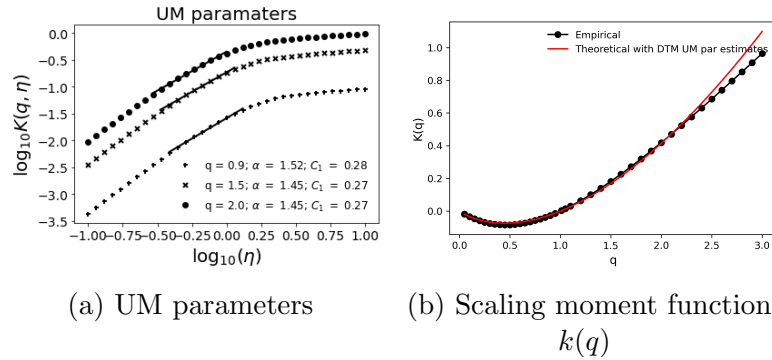 UM paramaters
0.0
−0.5
−1.0
−1.5
−2.0
−2.5
−3.0
−3.5
log10K(q, η)
q = 0.9; α = 1.52; C1 = 0.28
q = 1.5; α = 1.45; C1 = 0.27
q = 2.0; α = 1.45; C1 = 0.27
−1.00−0.75−0.50−0.25 0.00 0.25 0.50 0.75 1.00
log10(η)
(a) UM parameters
Empirical
Theoretical with DTM UM par estimates
1.0
0.8
0.6
0.4
0.2
0.0
K(q)
0.0 0.5 1.0 1.5 2.0 2.5 3.0
q
(b) Scaling moment function
k(q)